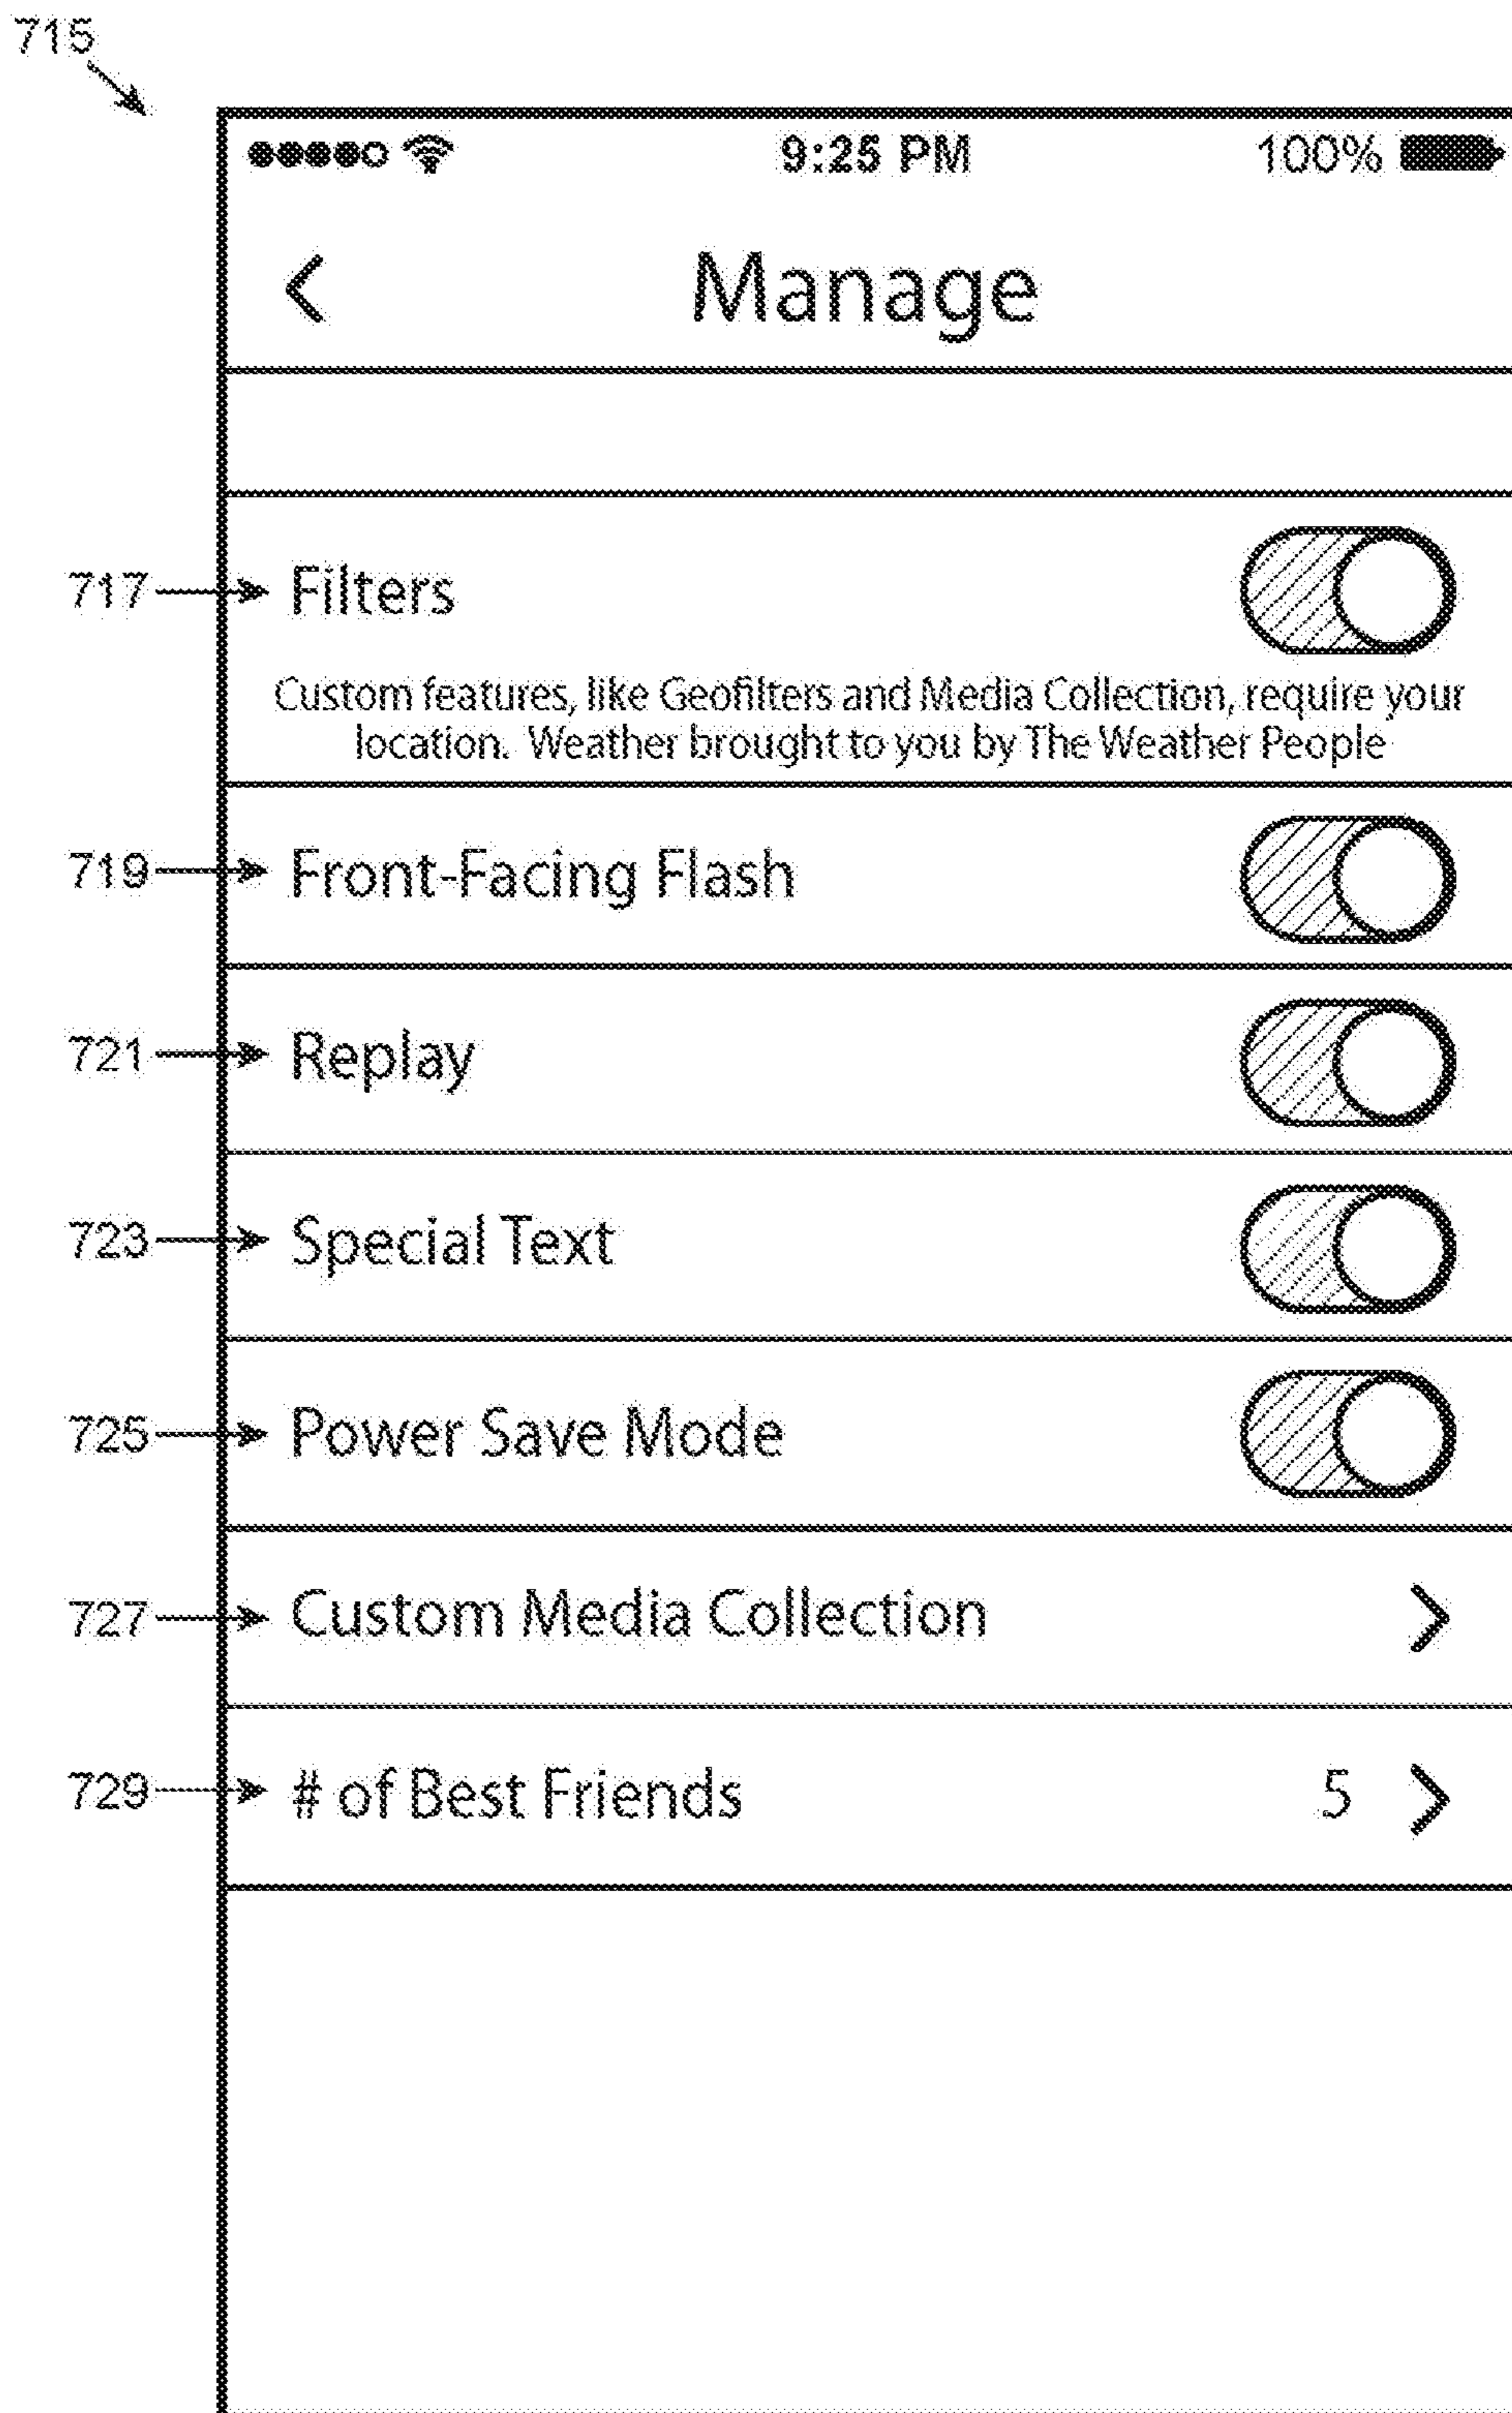 715
9:25 PM 100%
< Manage
717 Filters
Custom features, like Geofilters and Media Collection, require your
location. Weather brought to you by The Weather People
719 Front-Facing Flash
721 Replay
723 Special Text
725 Power Save Mode
727 Custom Media Collection >
729 # of Best Friends 5 >